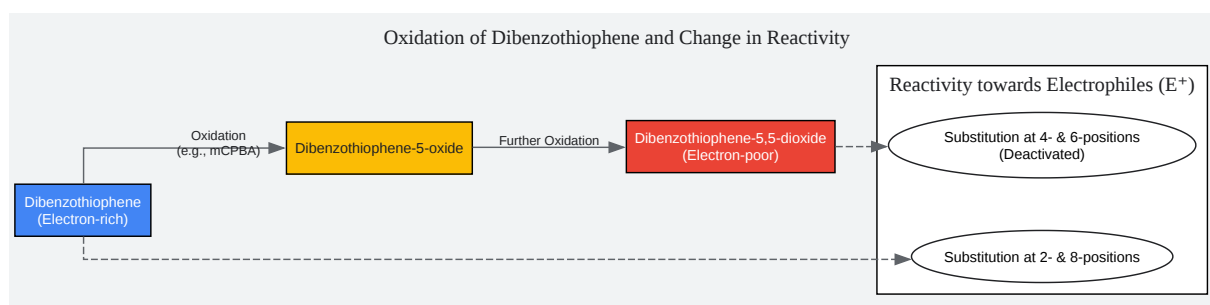 Oxidation of Dibenzothiophene and Change in Reactivity
Reactivity towards Electrophiles (E⁺)
Oxidation
(e.g., mCPBA)
Dibenzothiophene-5-oxide
Further Oxidation
Dibenzothiophene-5,5-dioxide
(Electron-poor)
Substitution at 4- & 6-positions
(Deactivated)
Dibenzothiophene
(Electron-rich)
Substitution at 2- & 8-positions